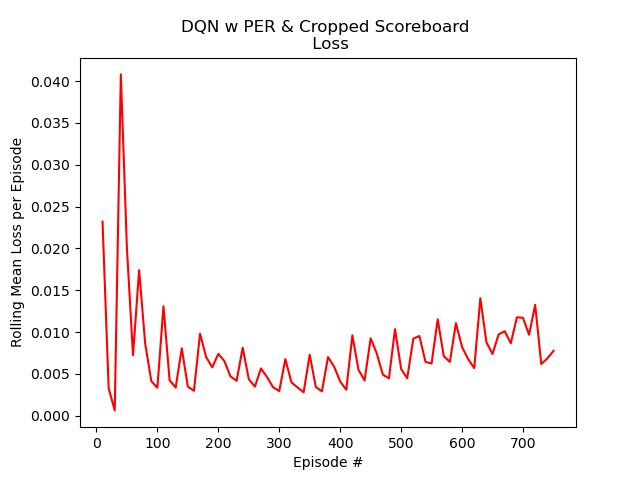 DQN w PER & Cropped Scoreboard
Loss
Rolling Mean Loss per Episode
0.040
0.035
0.030
0.025
0.020
0.015
0.010
0.005
0.000
0 100 200 300 400 500 600 700
Episode #